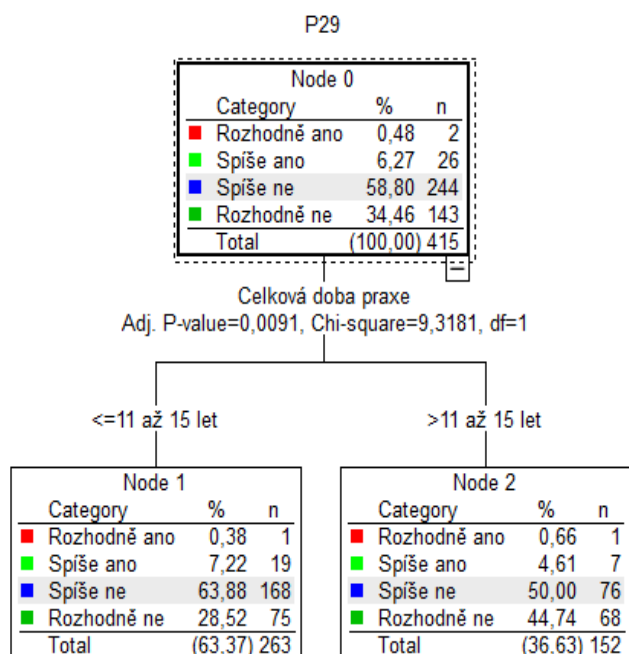 P29
Node 0
Category % n
Rozhodně ano 0,48 2
Spíše ano 6,27 26
Spíše ne 58,80 244
Rozhodně ne 34,46 143
Total (100,00) 415
Celková doba praxe
Adj. P-value=0,0091, Chi-square=9,3181, df=1
<=11 až 15 let
>11 až 15 let
Node 1
Category % n
Rozhodně ano 0,38 1
Spíše ano 7,22 19
Spíše ne 63,88 168
Rozhodně ne 28,52 75
Total (63,37) 263
Node 2
Category % n
Rozhodně ano 0,66 1
Spíše ano 4,61 7
Spíše ne 50,00 76
Rozhodně ne 44,74 68
Total (36,63) 152